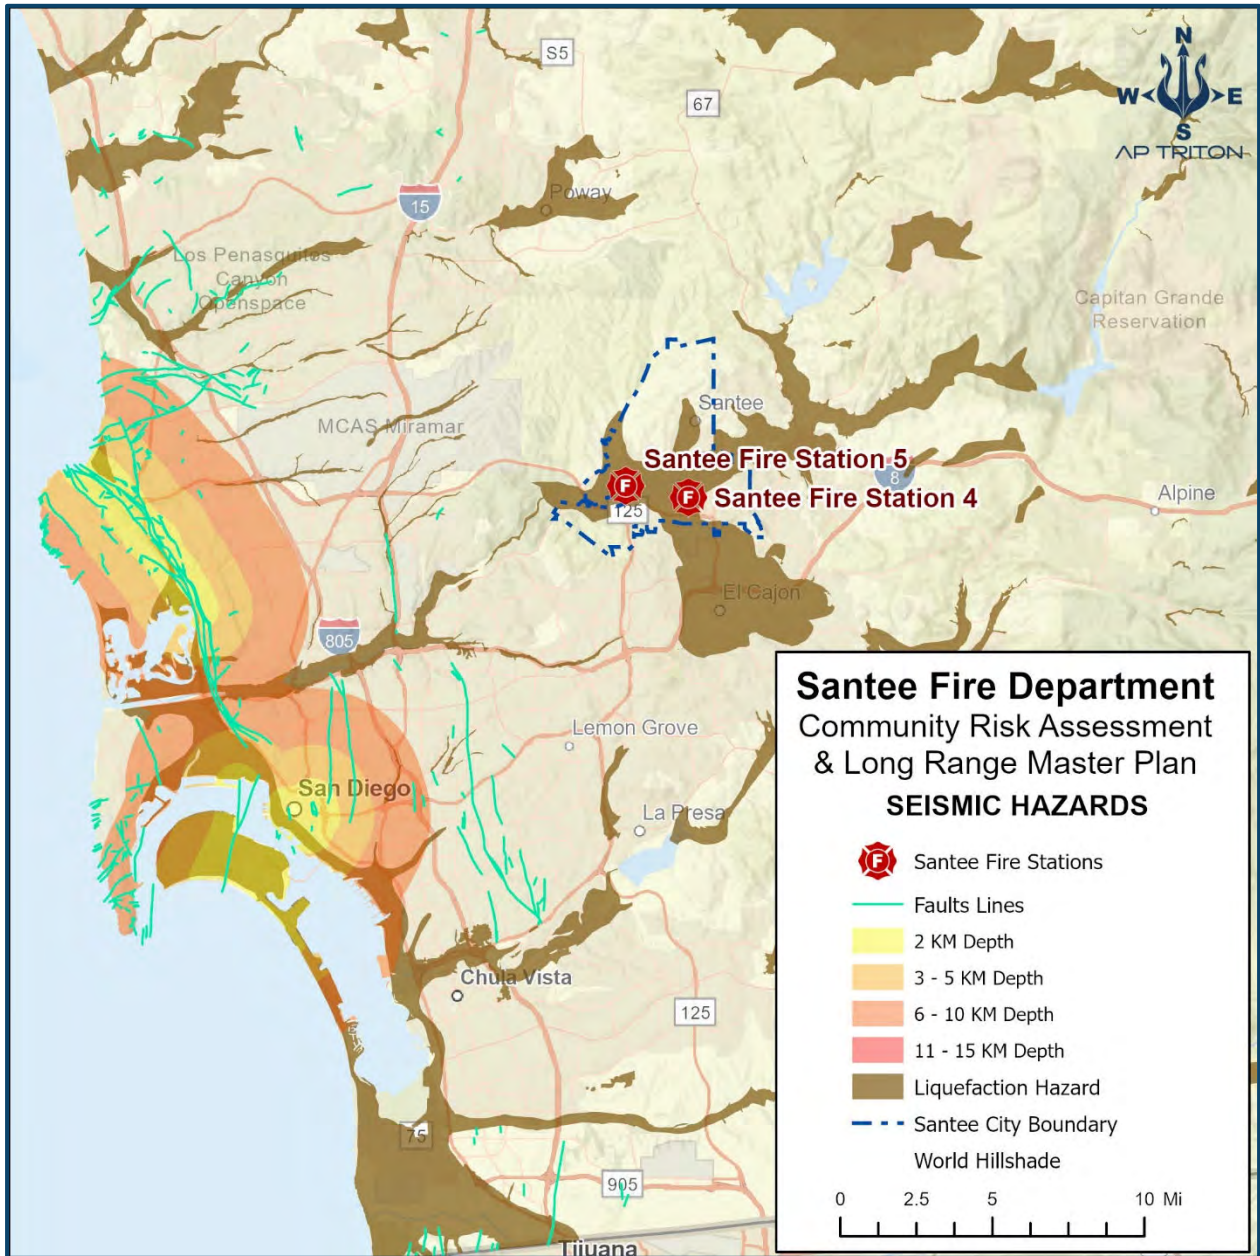 S5
67
N
W
E
S
AP TRITON
15
Poway
Los Penasquitos
Canyon
Openspace
Capitan Grande
Reservation
MCAS Miramar
Santee
Santee Fire Station 5
Santee Fire Station 4
8
125
Alpine
El Cajon
805
Lemon Grove
San Diego
La Presa
Chula Vista
125
75
905
Tijuana
Santee Fire Department
Community Risk Assessment
& Long Range Master Plan
SEISMIC HAZARDS
F Santee Fire Stations
Faults Lines
2 KM Depth
3 - 5 KM Depth
6 - 10 KM Depth
11 - 15 KM Depth
Liquefaction Hazard
Santee City Boundary
World Hillshade
0 2.5 5 10 Mi